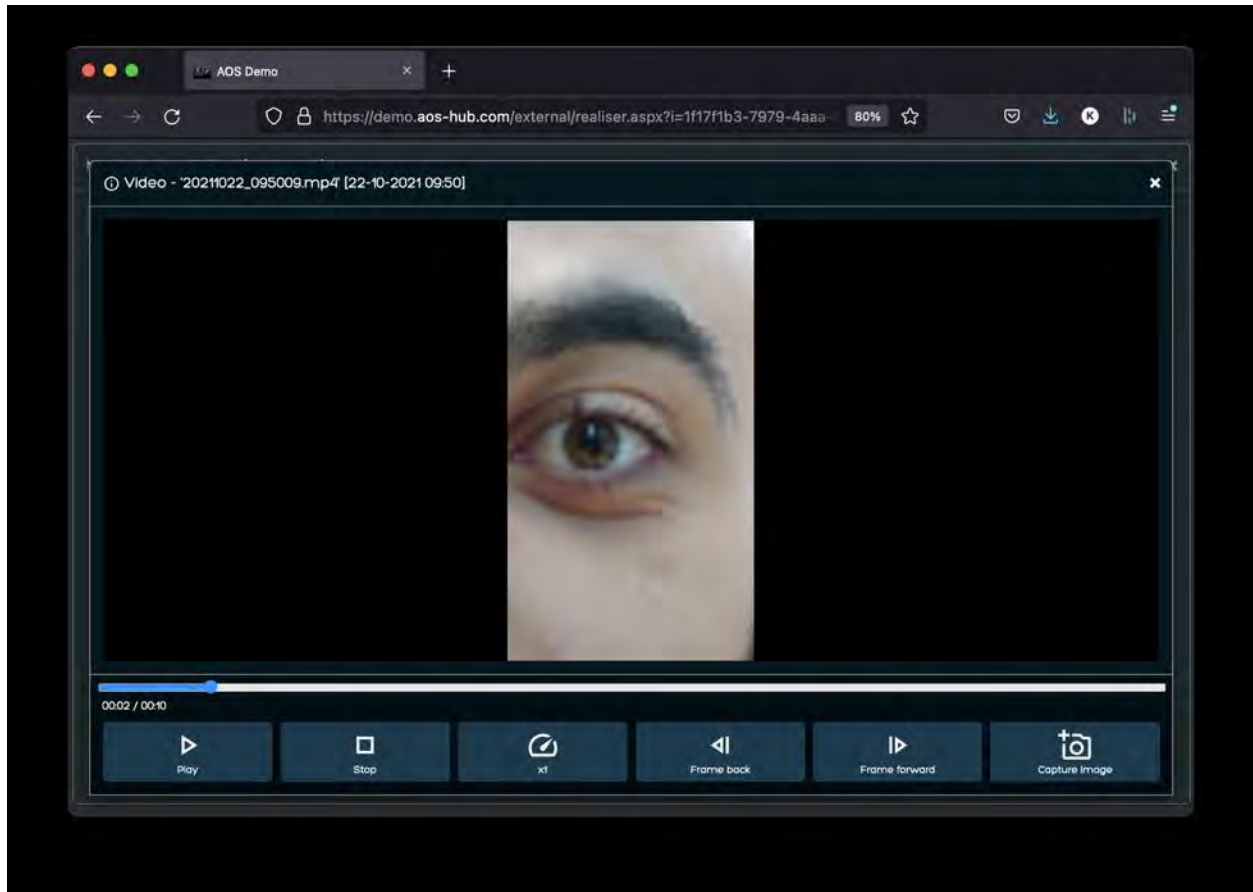 AOS Demo
https://demo.aos-hub.com/external/realiser.aspx?i=1f17f1b3-7979-4aaa
80%
K
Video - '20211022_095009.mp4' [22-10-2021 09:50]
00:02 / 00:10
Play
Stop
x1
Frame back
Frame forward
Capture Image